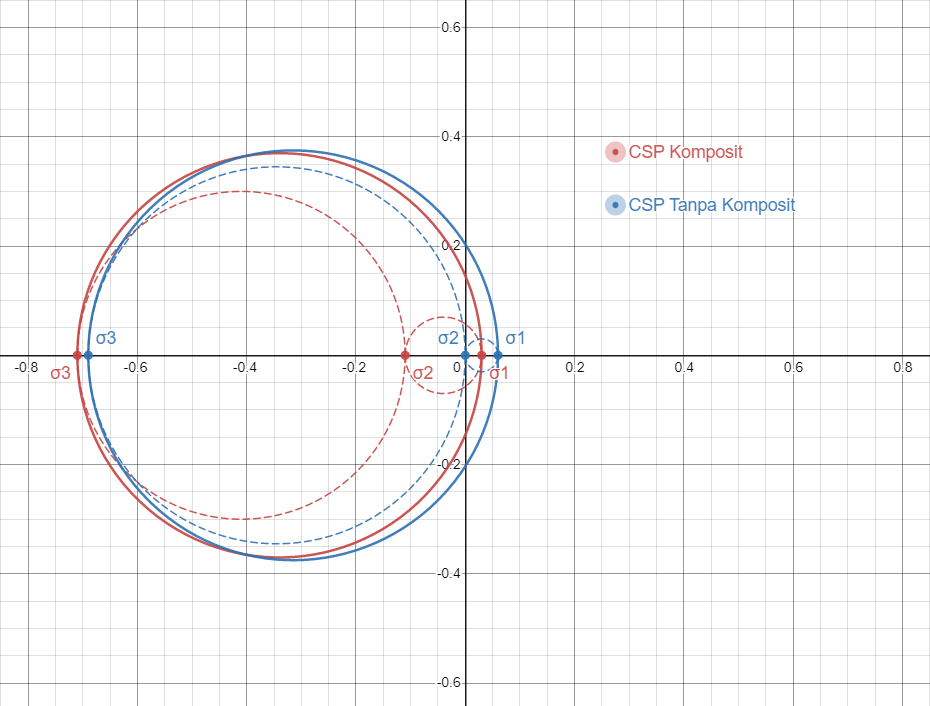 0.6
0.4
CSP Komposit
CSP Tanpa Komposit
0.2
σ3
σ2
σ1
-0.8
-0.6
-0.4
-0.2
0
0.2
0.4
0.6
0.8
σ3
σ2
σ1
-0.2
-0.4
-0.6